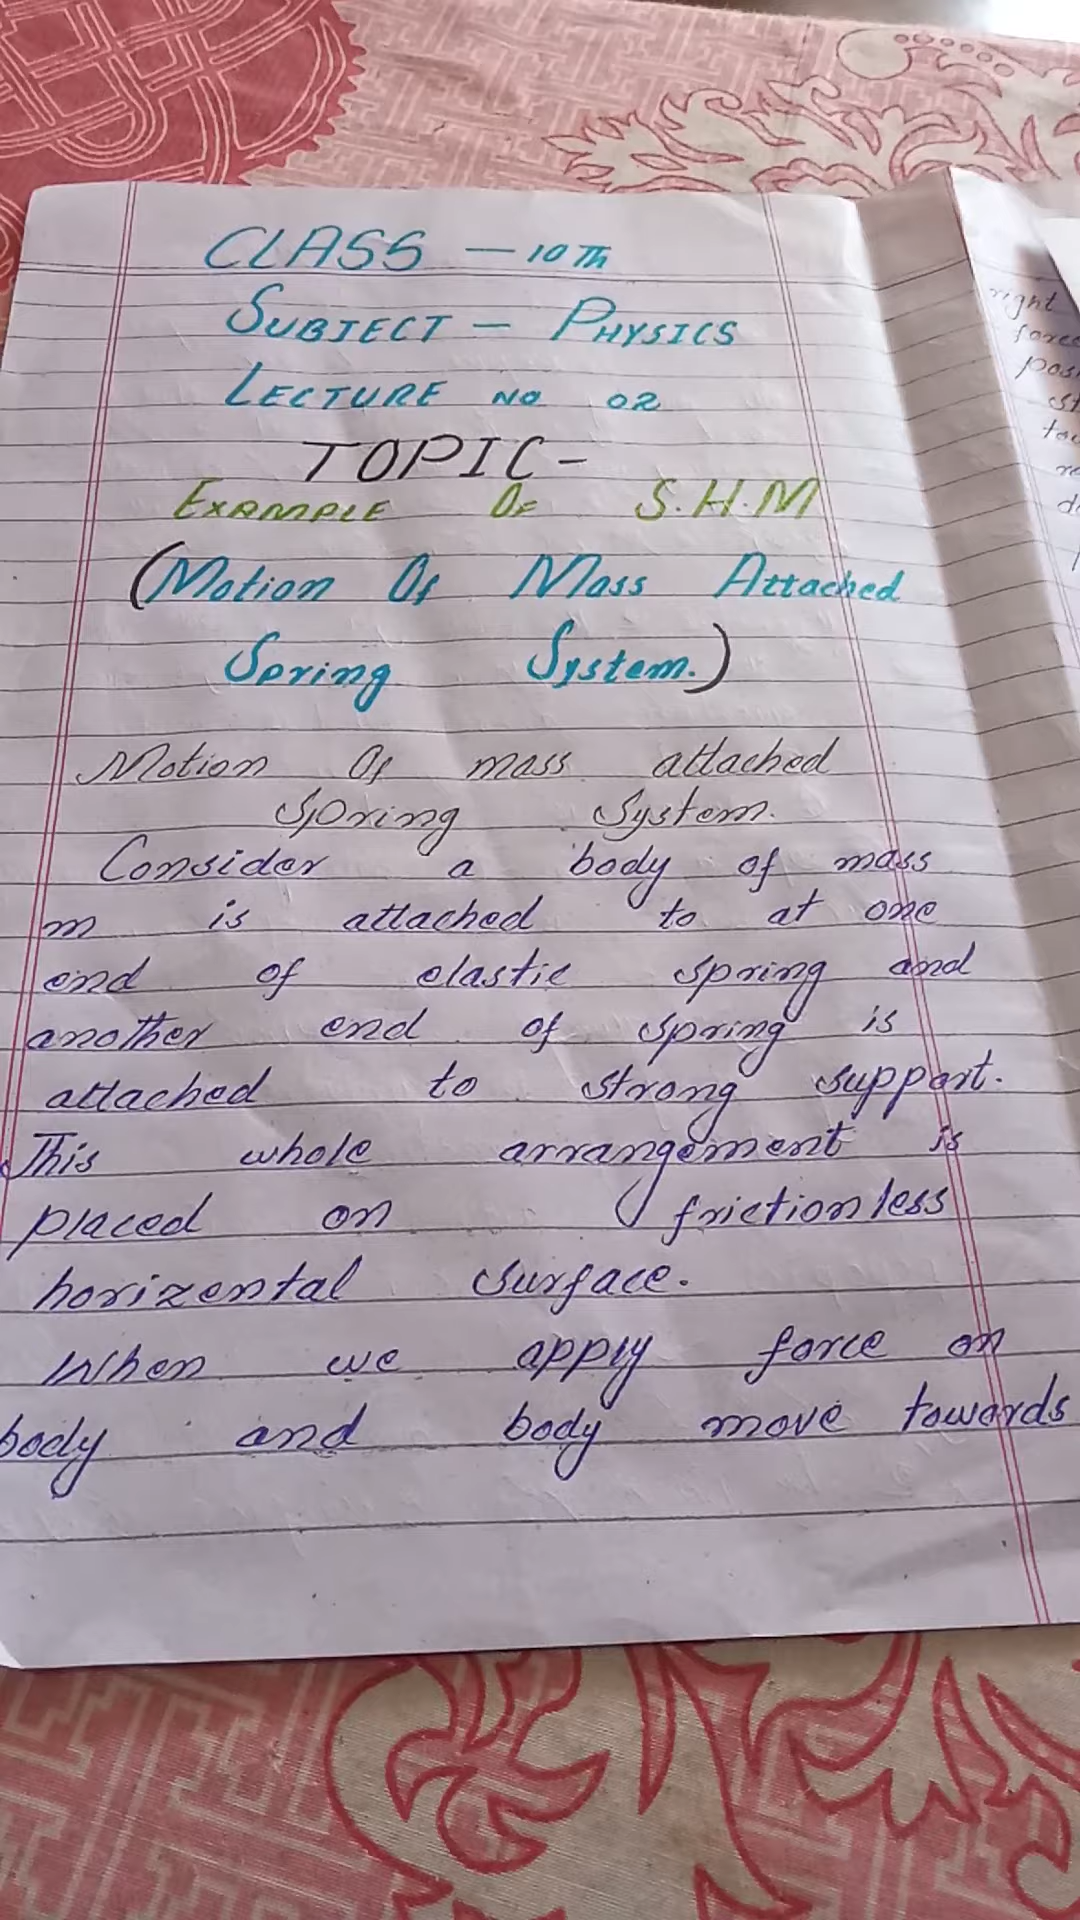 CLASS - 10Th
SUBJECT - PHYSICS
LECTURE NO 02
TOPIC-
EXAMPLE OF S.H.M
(Motion Of Mass Attached
Spring System.)
Motion Of mass attached
Spring System.
Consider a body of mass
m is attached to at one
end of elastic spring and
another end of spring is
attached to strong support.
This whole arrangement is
placed on frictionless
horizental surface.
When we apply force on
body and body move towards
right